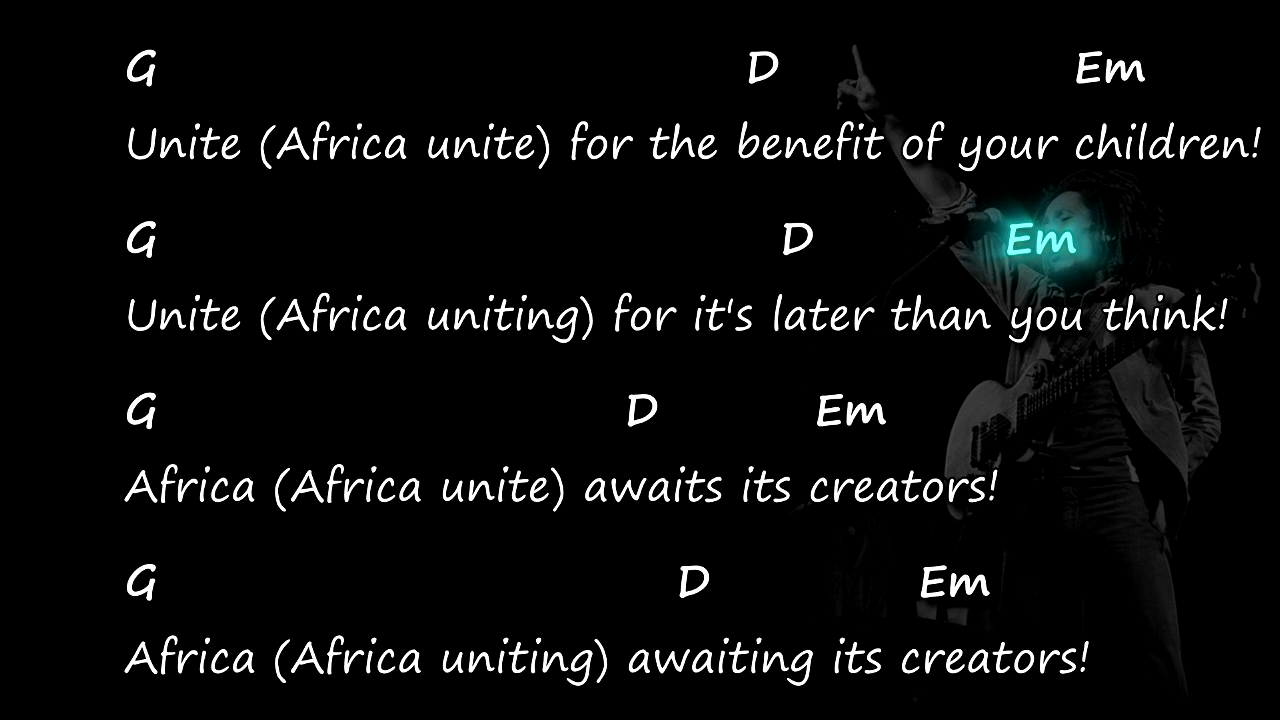 G D Em
Unite (Africa unite) for the benefit of your children!
G D Em
Unite (Africa uniting) for it's later than you think!
G D Em
Africa (Africa unite) awaits its creators!
G D Em
Africa (Africa uniting) awaiting its creators!